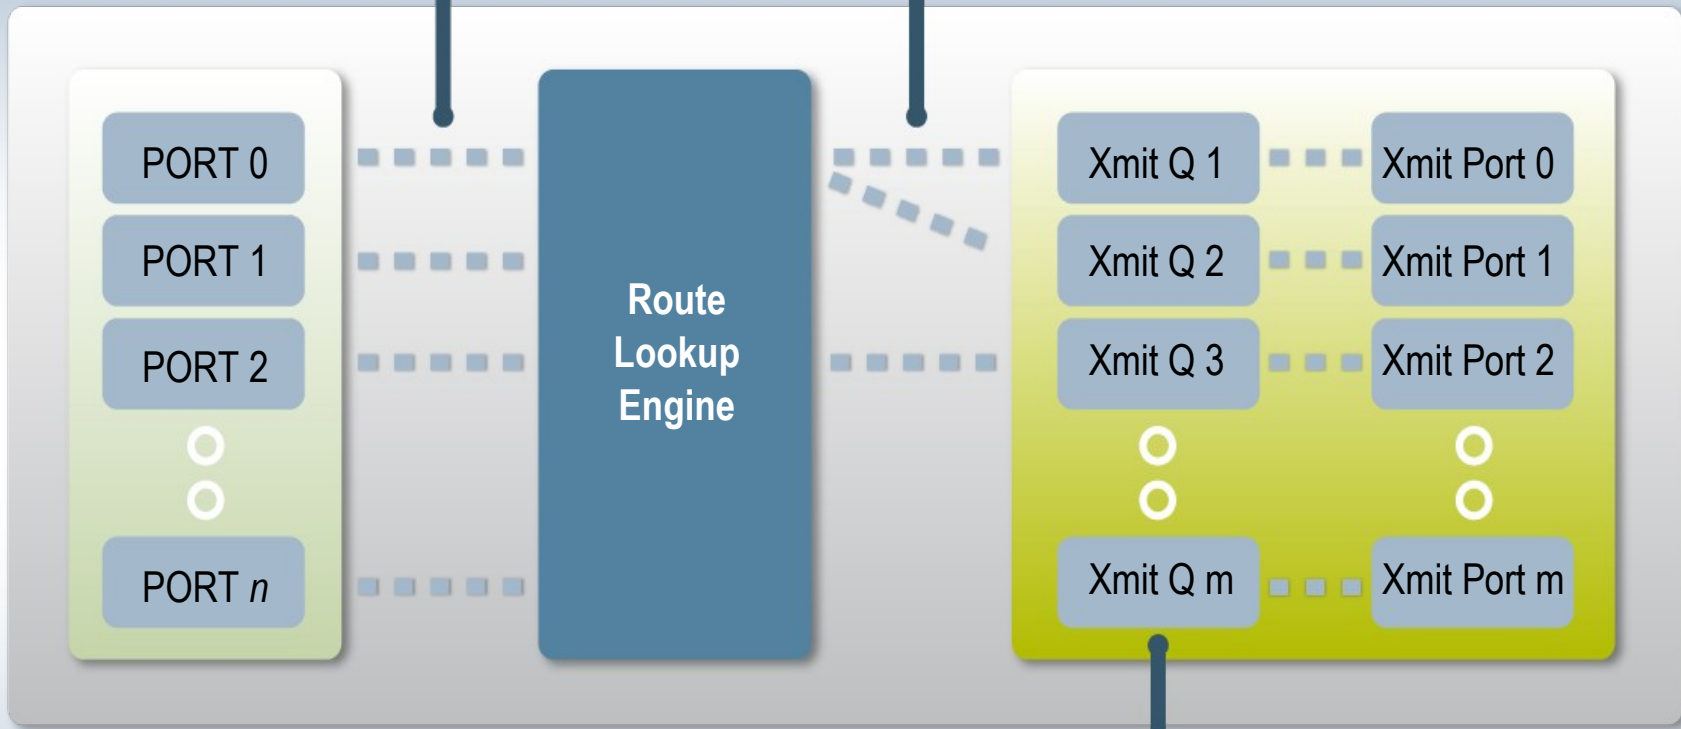 PORT 0
PORT 1
PORT 2
PORT n
Route
Lookup
Engine
Xmit Q 1
Xmit Port 0
Xmit Q 2
Xmit Port 1
Xmit Q 3
Xmit Port 2
Xmit Q m
Xmit Port m